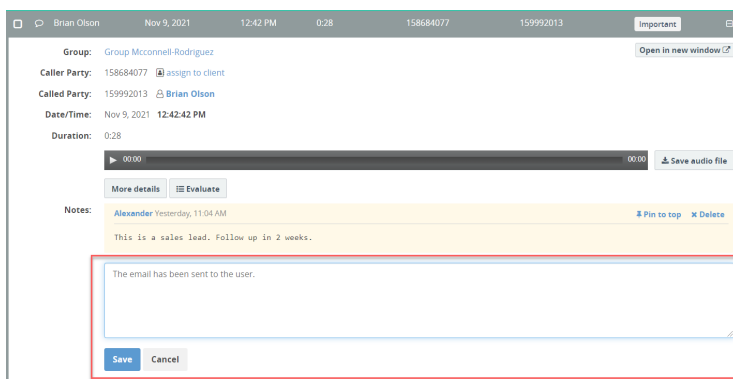 Brian Olson Nov 9, 2021 12:42 PM 0:28 158684077 159992013 Important
Group: Group Mcconnell-Rodriguez Open in new window
Caller Party: 158684077 assign to client
Called Party: 159992013 Brian Olson
Date/Time: Nov 9, 2021 12:42:42 PM
Duration: 0:28
00:00 00:00 Save audio file
More details Evaluate
Notes: Alexander Yesterday, 11:04 AM Pin to top Delete
This is a sales lead. Follow up in 2 weeks.
The email has been sent to the user.
Save Cancel